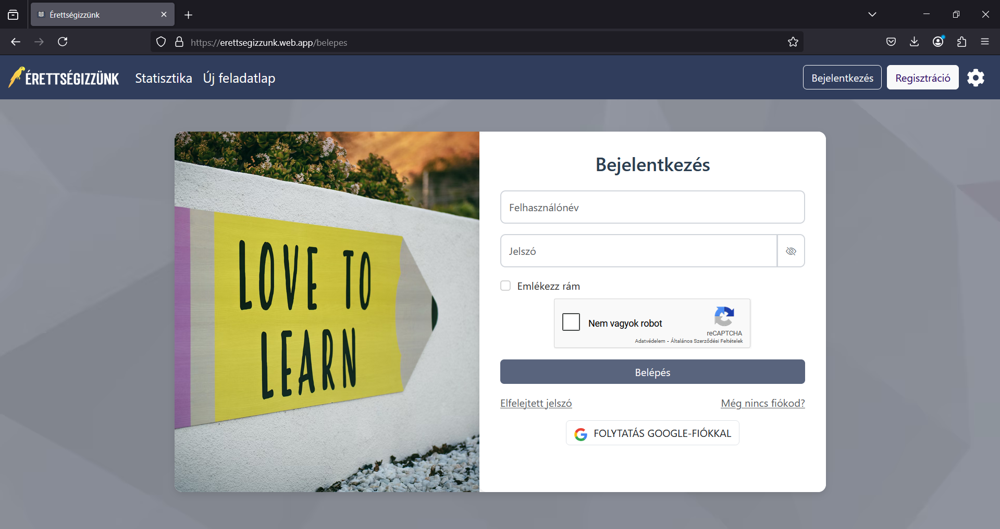 Érettségizzünk
https://erettsegizzunk.web.app/belepes
ÉRETTSÉGIZZÜNK
Statisztika
Új feladatlap
Bejelentkezés
Regisztráció
LOVE TO
LEARN
Bejelentkezés
Felhasználónév
Jelszó
Emlékezz rám
Nem vagyok robot
reCAPTCHA
Adatvédelem - Általános Szerződési Feltételek
Belépés
Elfelejtett jelszó
Még nincs fiókod?
FOLYTATÁS GOOGLE-FIÓKKAL